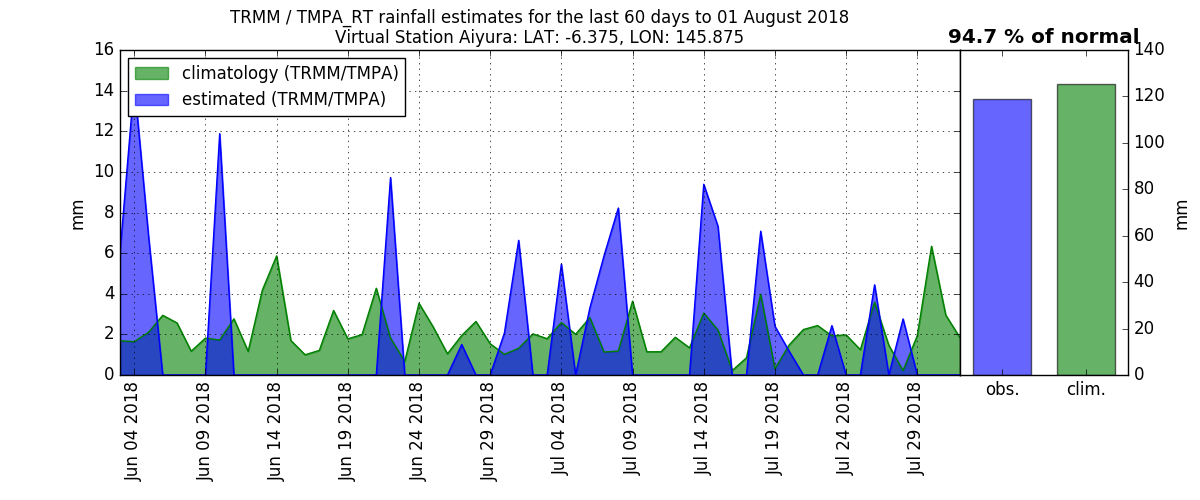 TRMM / TMPA_RT rainfall estimates for the last 60 days to 01 August 2018
Virtual Station Aiyura: LAT: -6.375, LON: 145.875
94.7 % of normal
climatology (TRMM/TMPA)
estimated (TRMM/TMPA)
mm
16
14
12
10
8
6
4
2
0
Jun 04 2018
Jun 09 2018
Jun 14 2018
Jun 19 2018
Jun 24 2018
Jun 29 2018
Jul 04 2018
Jul 09 2018
Jul 14 2018
Jul 19 2018
Jul 24 2018
Jul 29 2018
obs.
clim.
140
120
100
80
60
40
20
0
mm